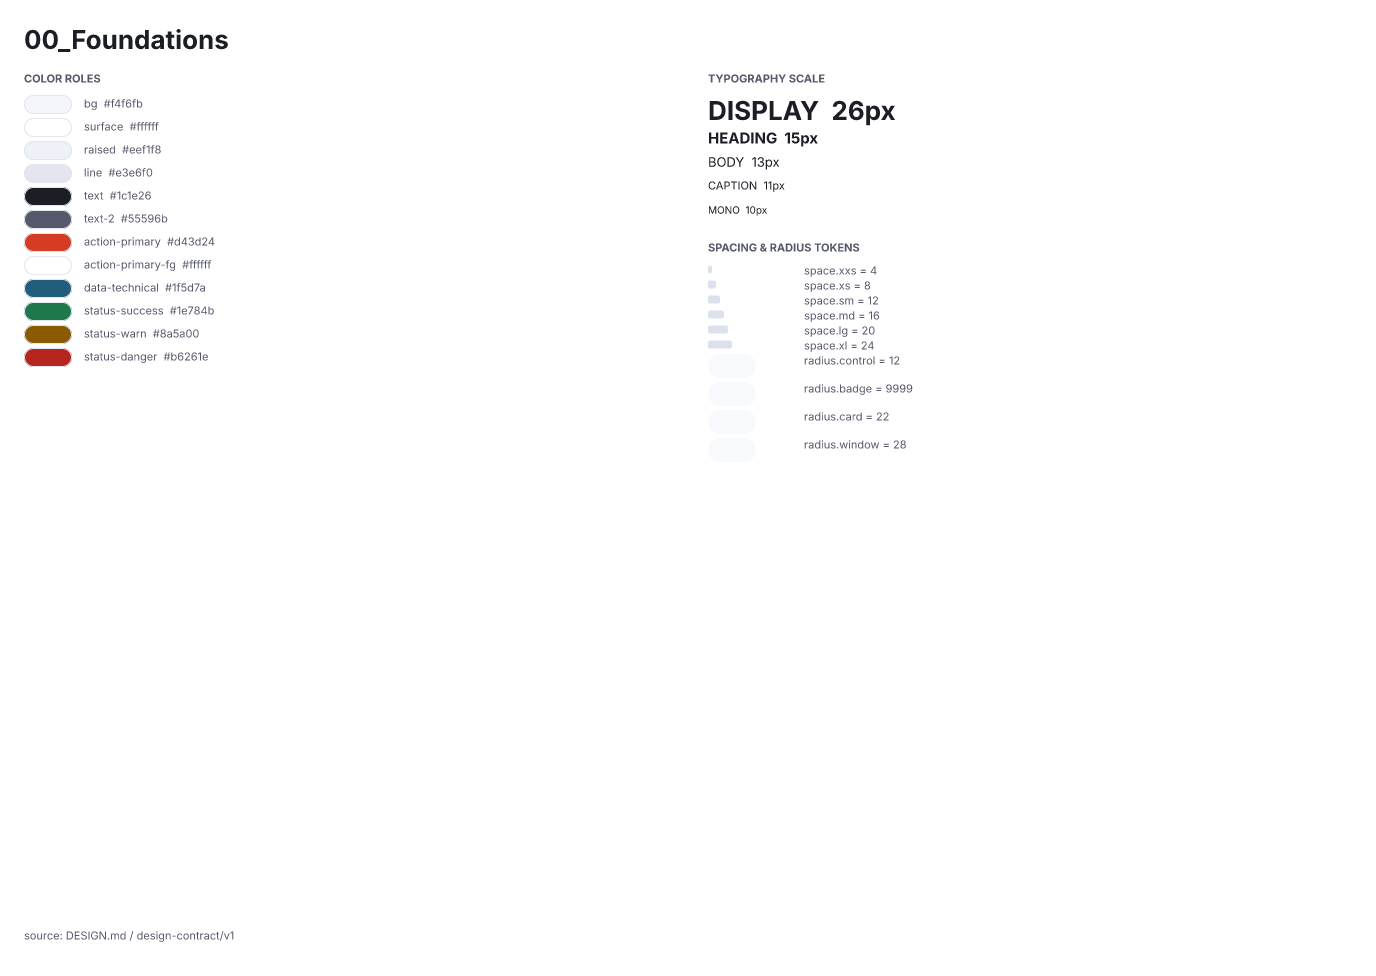 00_Foundations
COLOR ROLES
bg #f4f6fb
surface #ffffff
raised #eef1f8
line #e3e6f0
text #1c1e26
text-2 #55596b
action-primary #d43d24
action-primary-fg #ffffff
data-technical #1f5d7a
status-success #1e784b
status-warn #8a5a00
status-danger #b6261e
TYPOGRAPHY SCALE
DISPLAY 26px
HEADING 15px
BODY 13px
CAPTION 11px
MONO 10px
SPACING & RADIUS TOKENS
space.xxs = 4
space.xs = 8
space.sm = 12
space.md = 16
space.lg = 20
space.xl = 24
radius.control = 12
radius.badge = 9999
radius.card = 22
radius.window = 28
source: DESIGN.md / design-contract/v1